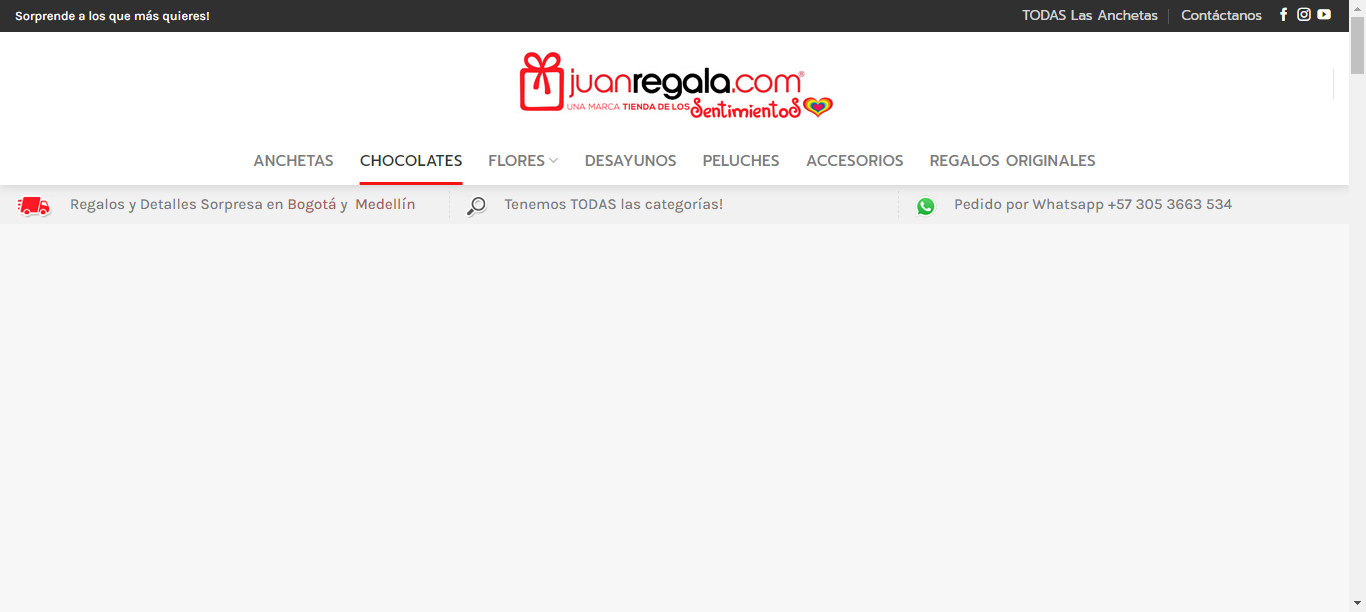 Sorprende a los que más quieres!
TODAS Las Anchetas
Contáctanos
juanregala.com®
UNA MARCA TIENDA DE LOS Sentimientos
ANCHETAS
CHOCOLATES
FLORES
DESAYUNOS
PELUCHES
ACCESORIOS
REGALOS ORIGINALES
Regalos y Detalles Sorpresa en Bogotá y Medellín
Tenemos TODAS las categorías!
Pedido por Whatsapp +57 305 3663 534